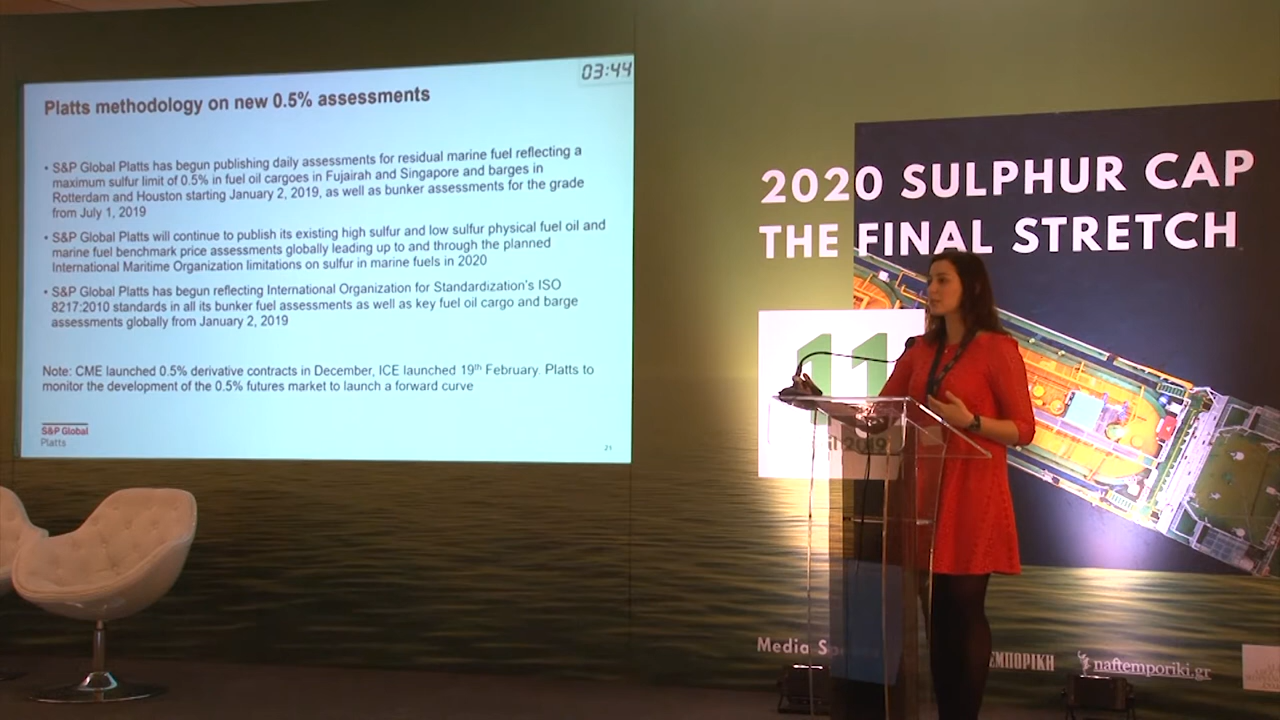 03:44
Platts methodology on new 0.5% assessments
• S&P Global Platts has begun publishing daily assessments for residual marine fuel reflecting a
maximum sulfur limit of 0.5% in fuel oil cargoes in Fujairah and Singapore and barges in
Rotterdam and Houston starting January 2, 2019, as well as bunker assessments for the grade
from July 1, 2019
• S&P Global Platts will continue to publish its existing high sulfur and low sulfur physical fuel oil and
marine fuel benchmark price assessments globally leading up to and through the planned
International Maritime Organization limitations on sulfur in marine fuels in 2020
• S&P Global Platts has begun reflecting International Organization for Standardization's ISO
8217:2010 standards in all its bunker fuel assessments as well as key fuel oil cargo and barge
assessments globally from January 2, 2019
Note: CME launched 0.5% derivative contracts in December, ICE launched 19th February. Platts to
monitor the development of the 0.5% futures market to launch a forward curve
S&P Global
Platts
21
2020 SULPHUR CAP
THE FINAL STRETCH
11
2019
Media
naftemporiki.gr